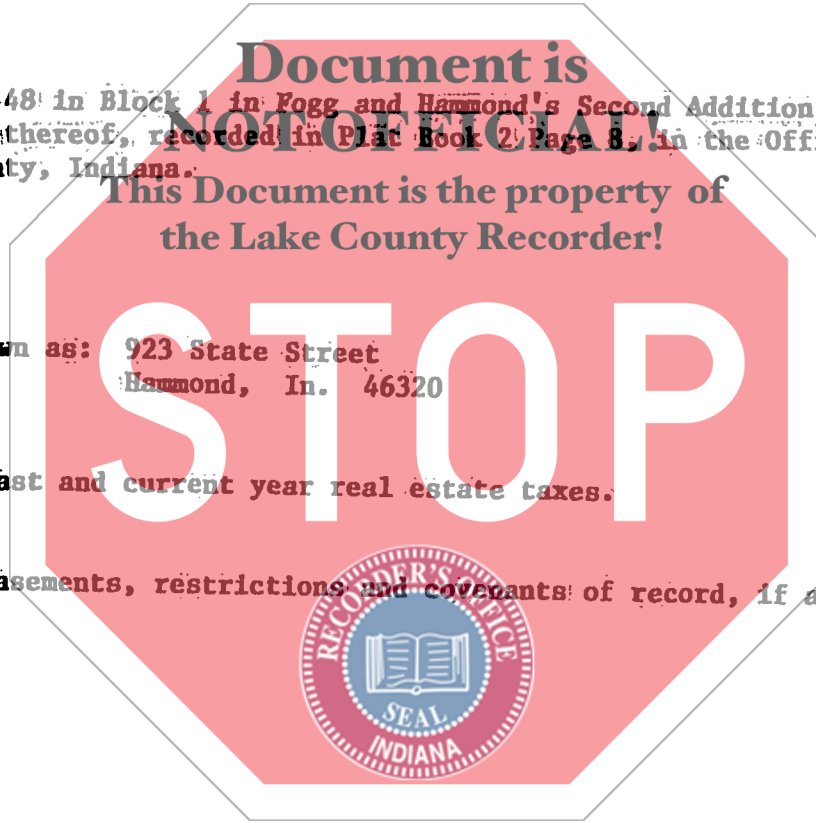 Document is
48 in Block 1 in Fogg and Hammond's Second Addition
NOT OFFICIAL!
thereof, recorded in Plat Book 2 Page 8, in the Off
ty, Indiana.
This Document is the property of
the Lake County Recorder!
STOP
n as: 923 State Street
Hammond, In. 46320
ast and current year real estate taxes.
sements, restrictions and covenants of record, if a
RECORDER'S OFFICE
SEAL
INDIANA